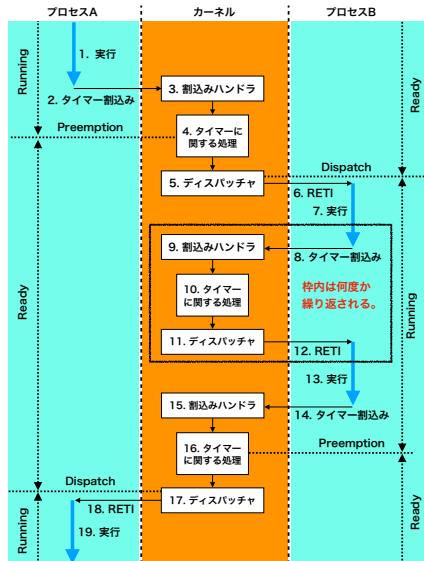 プロセスA
カーネル
プロセスB
Running
1. 実行
2. タイマー割込み
3. 割込みハンドラ
Ready
Preemption
4. タイマーに
関する処理
Dispatch
5. ディスパッチャ
6. RETI
7. 実行
9. 割込みハンドラ
8. タイマー割込み
Ready
10. タイマー
に関する処理
枠内は何度か
繰り返される。
Running
11. ディスパッチャ
12. RETI
13. 実行
15. 割込みハンドラ
14. タイマー割込み
16. タイマー
に関する処理
Preemption
Dispatch
17. ディスパッチャ
18. RETI
Running
19. 実行
Ready